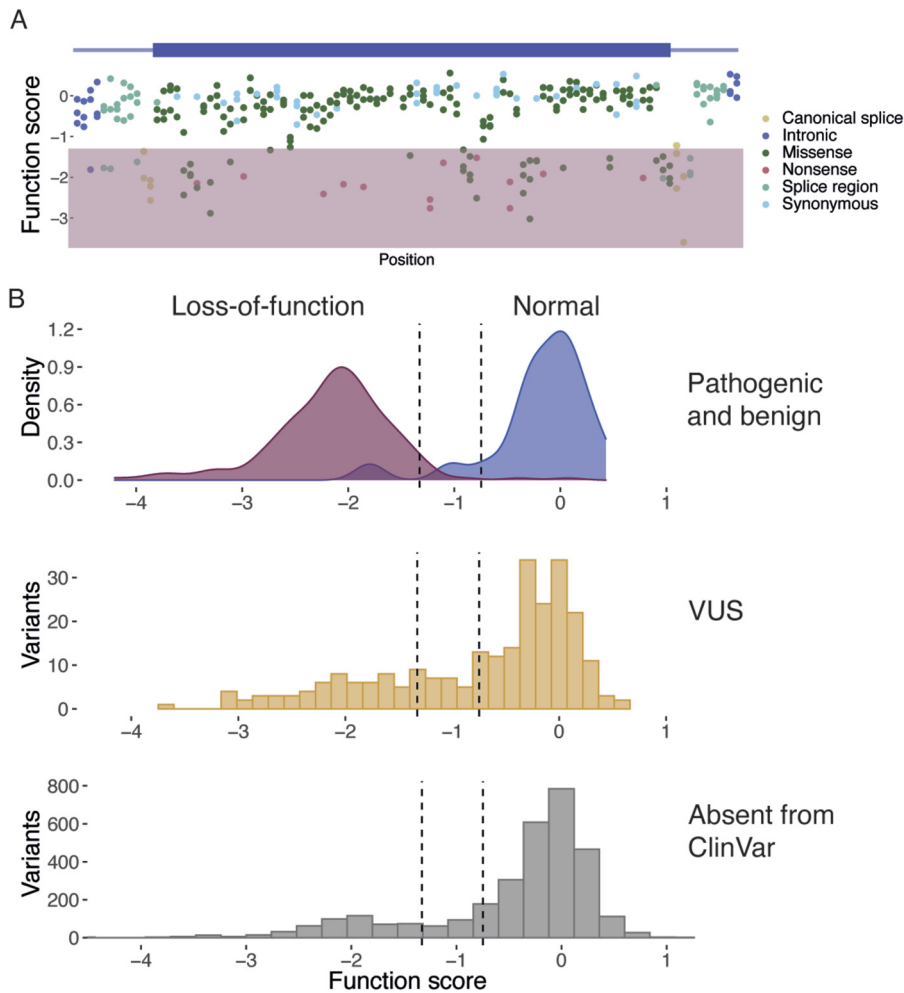 A
Function score
0
−1
−2
−3
Position
Canonical splice
Intronic
Missense
Nonsense
Splice region
Synonymous
B
Loss-of-function
Normal
Density
1.2
0.9
0.6
0.3
0.0
−4 −3 −2 −1 0 1
Pathogenic
and benign
Variants
30
20
10
0
−4 −3 −2 −1 0 1
VUS
Variants
800
600
400
200
0
−4 −3 −2 −1 0 1
Function score
Absent from
ClinVar